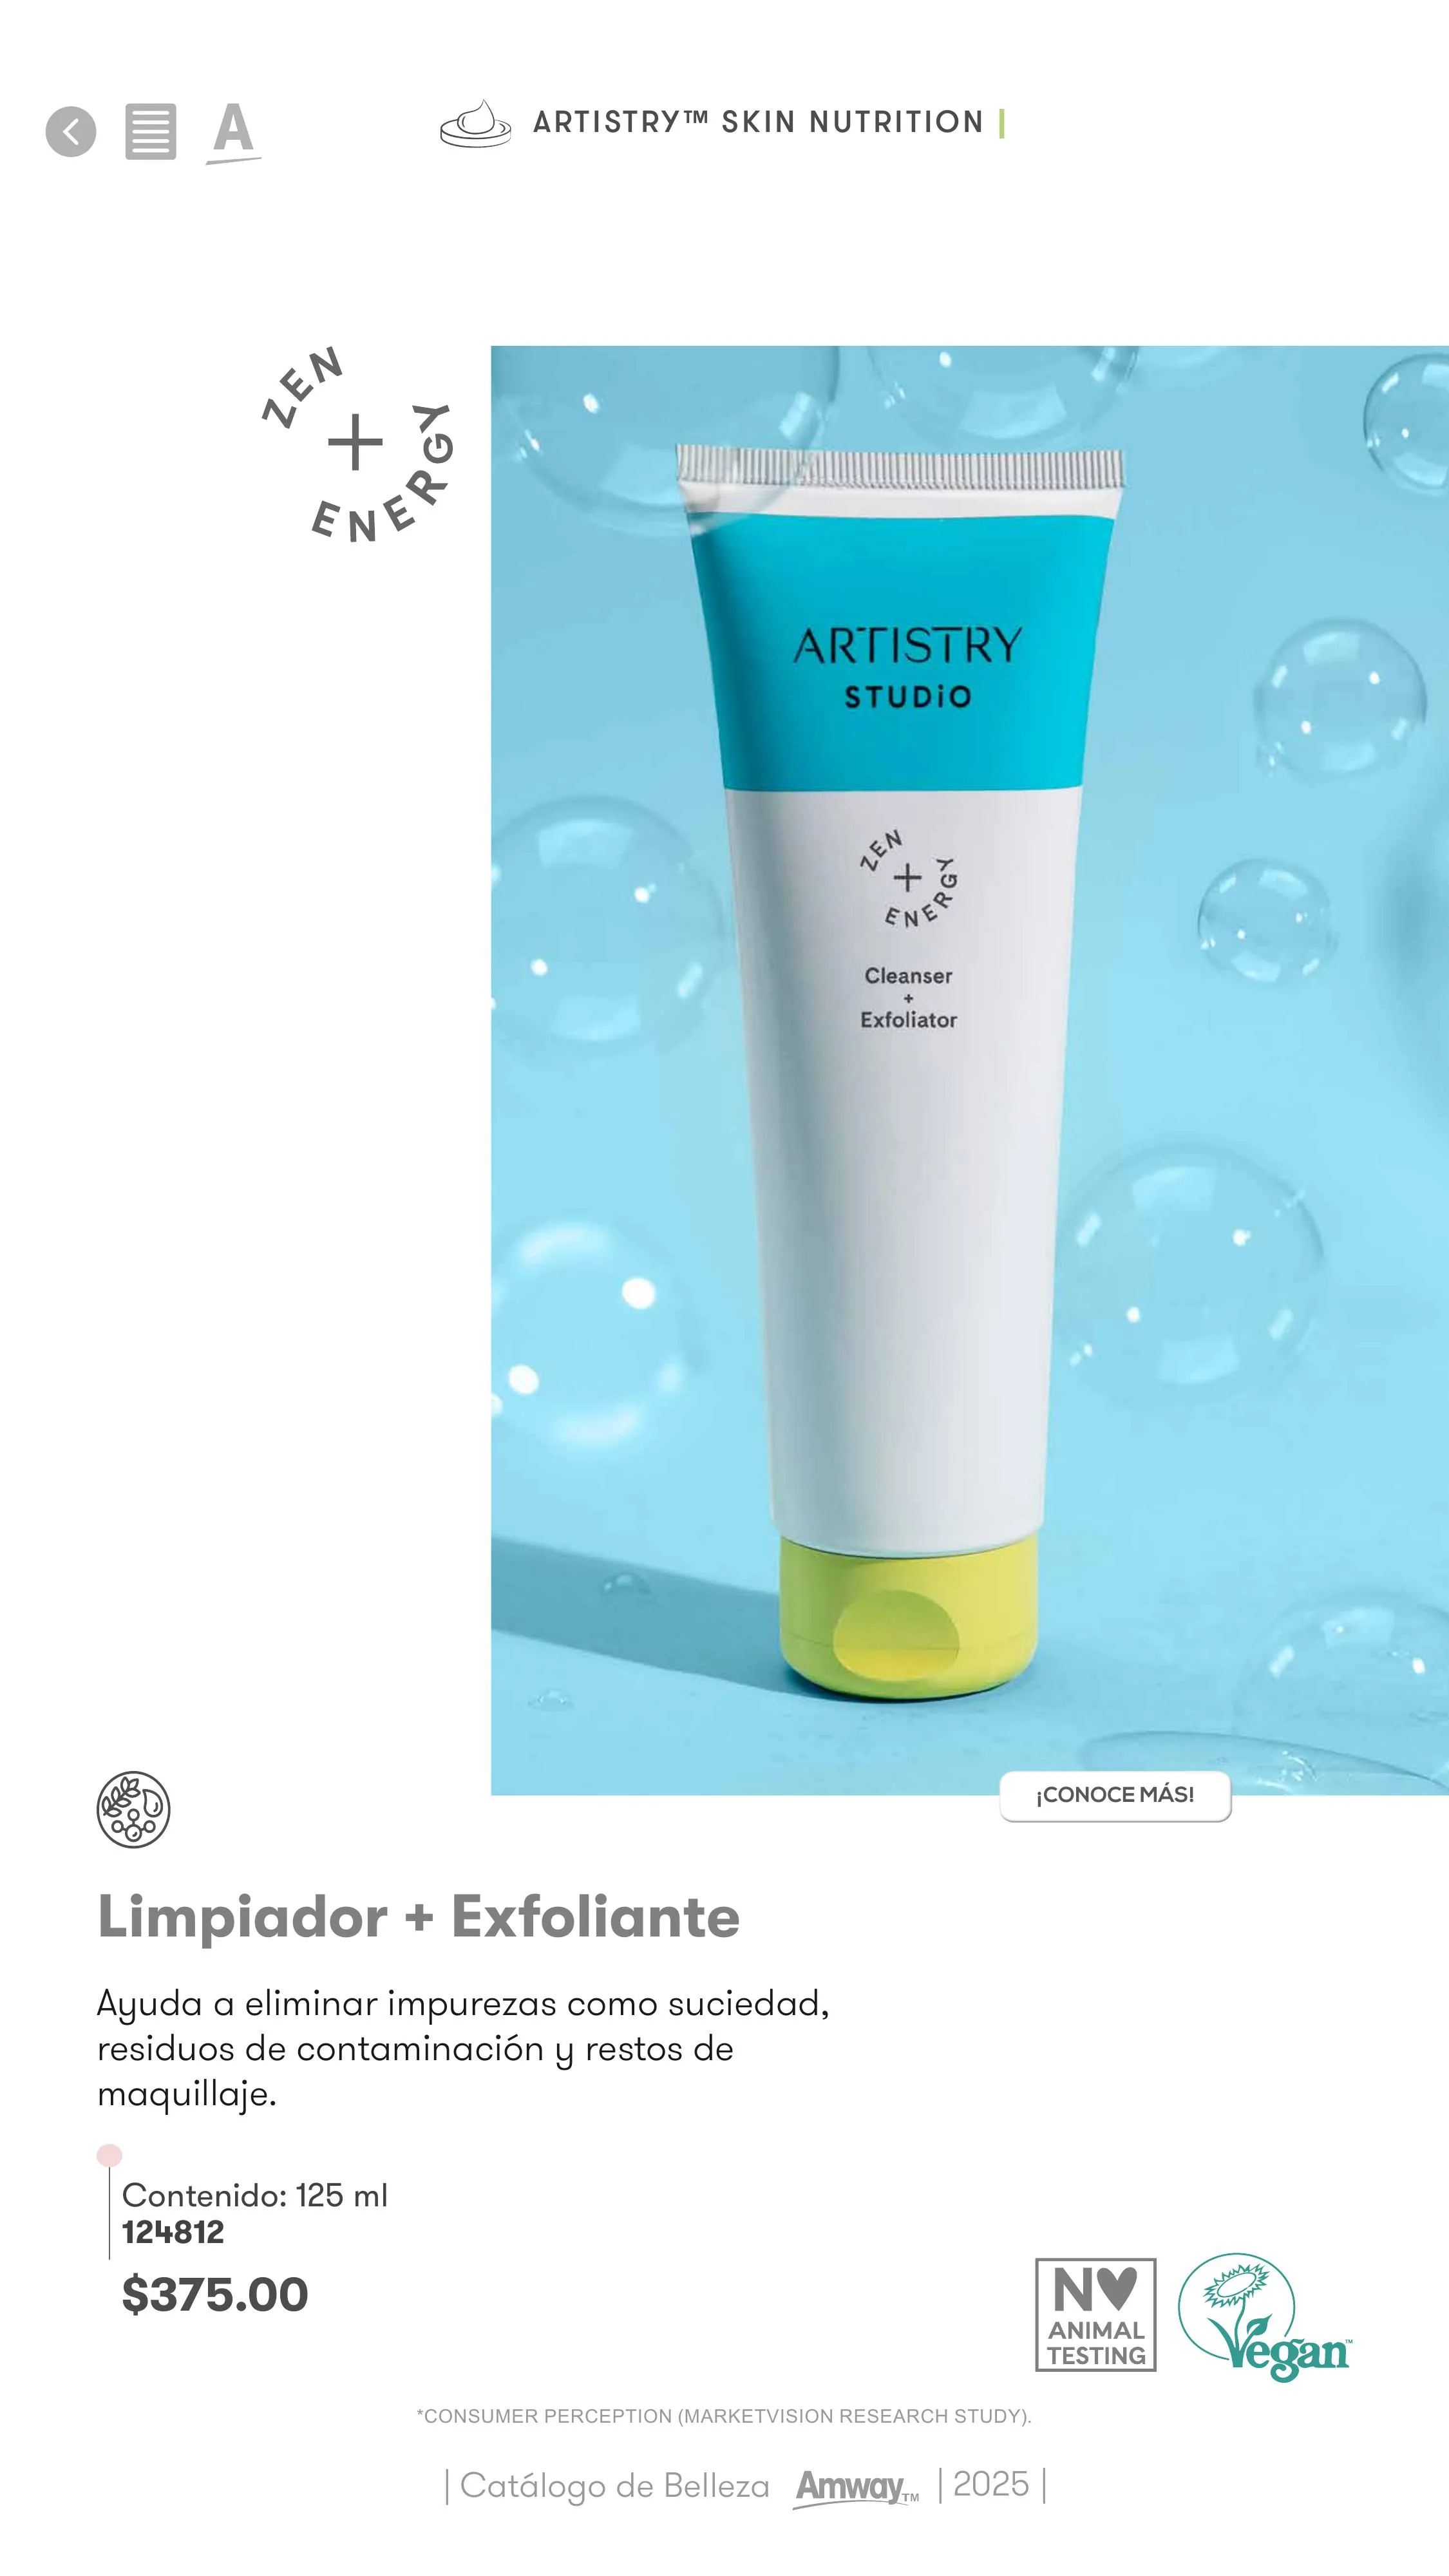 A
ARTISTRY™ SKIN NUTRITION |
ZEN
+
ENERGY
ARTISTRY
STUDiO
ZEN
+
ENERGY
Cleanser
+
Exfoliator
¡CONOCE MÁS!
Limpiador + Exfoliante
Ayuda a eliminar impurezas como suciedad,
residuos de contaminación y restos de
maquillaje.
Contenido: 125 ml
124812
$375.00
N♥
ANIMAL
TESTING
Vegan™
*CONSUMER PERCEPTION (MARKETVISION RESEARCH STUDY).
| Catálogo de Belleza Amway™ | 2025 |